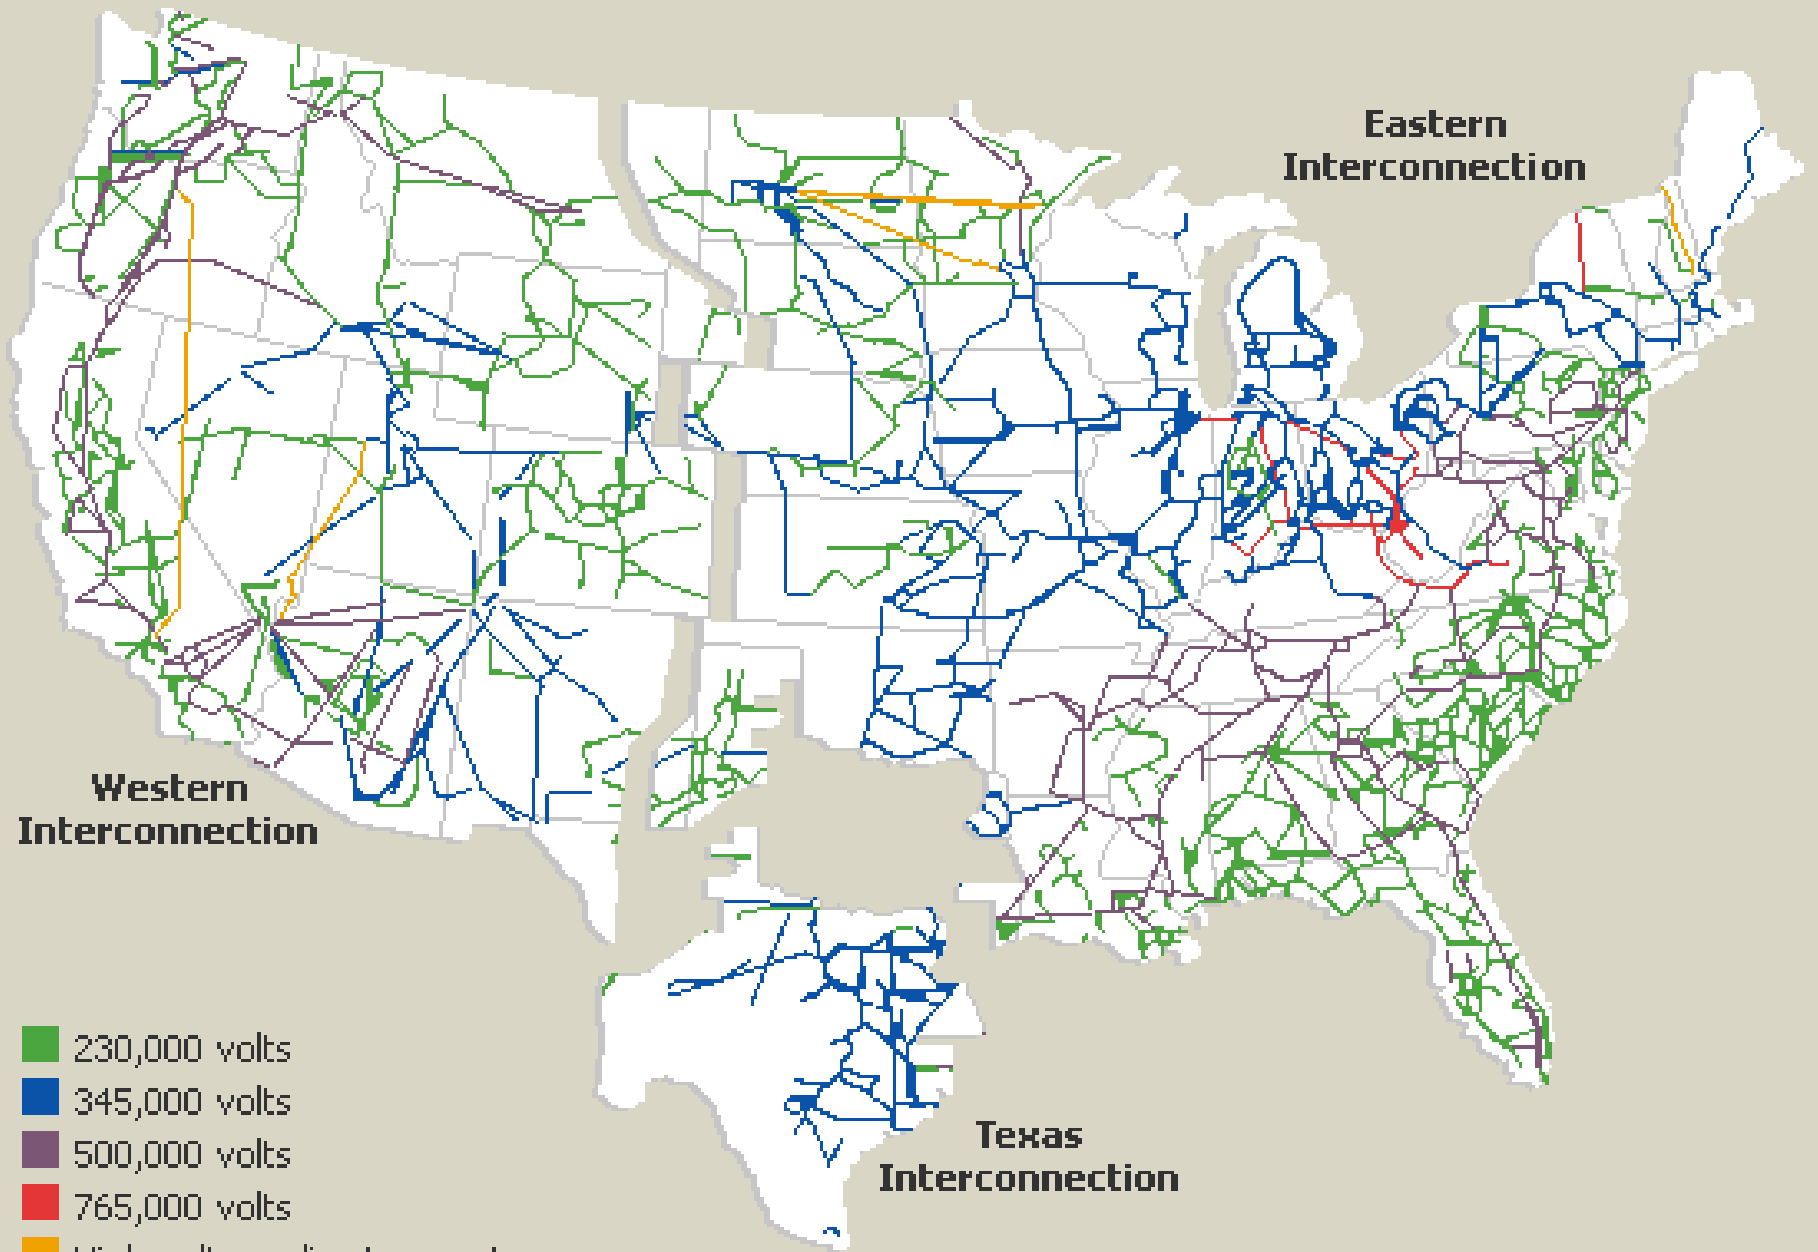 Eastern
Interconnection
Western
Interconnection
Texas
Interconnection
230,000 volts
345,000 volts
500,000 volts
765,000 volts